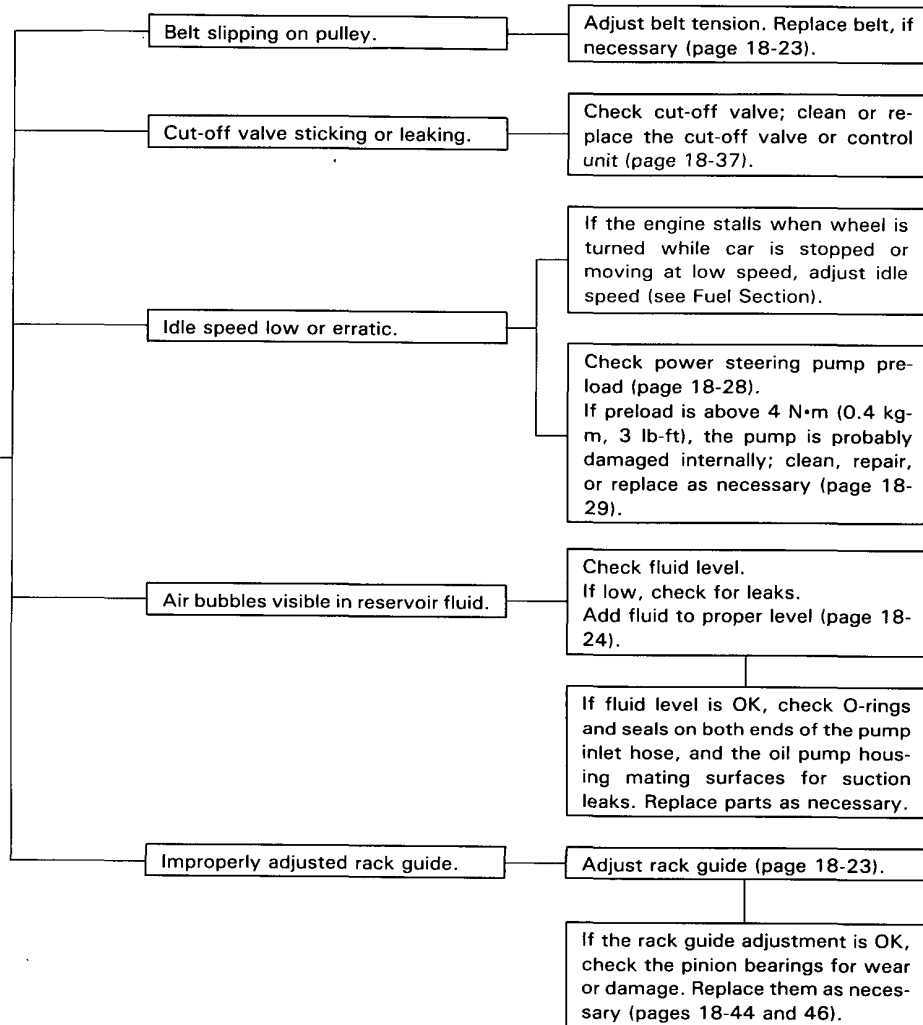 Belt slipping on pulley.
Adjust belt tension. Replace belt, if
necessary (page 18-23).
Cut-off valve sticking or leaking.
Check cut-off valve; clean or re-
place the cut-off valve or control
unit (page 18-37).
Idle speed low or erratic.
If the engine stalls when wheel is
turned while car is stopped or
moving at low speed, adjust idle
speed (see Fuel Section).
Check power steering pump pre-
load (page 18-28).
If preload is above 4 N•m (0.4 kg-
m, 3 lb-ft), the pump is probably
damaged internally; clean, repair,
or replace as necessary (page 18-
29).
Air bubbles visible in reservoir fluid.
Check fluid level.
If low, check for leaks.
Add fluid to proper level (page 18-
24).
If fluid level is OK, check O-rings
and seals on both ends of the pump
inlet hose, and the oil pump hous-
ing mating surfaces for suction
leaks. Replace parts as necessary.
Improperly adjusted rack guide.
Adjust rack guide (page 18-23).
If the rack guide adjustment is OK,
check the pinion bearings for wear
or damage. Replace them as neces-
sary (pages 18-44 and 46).